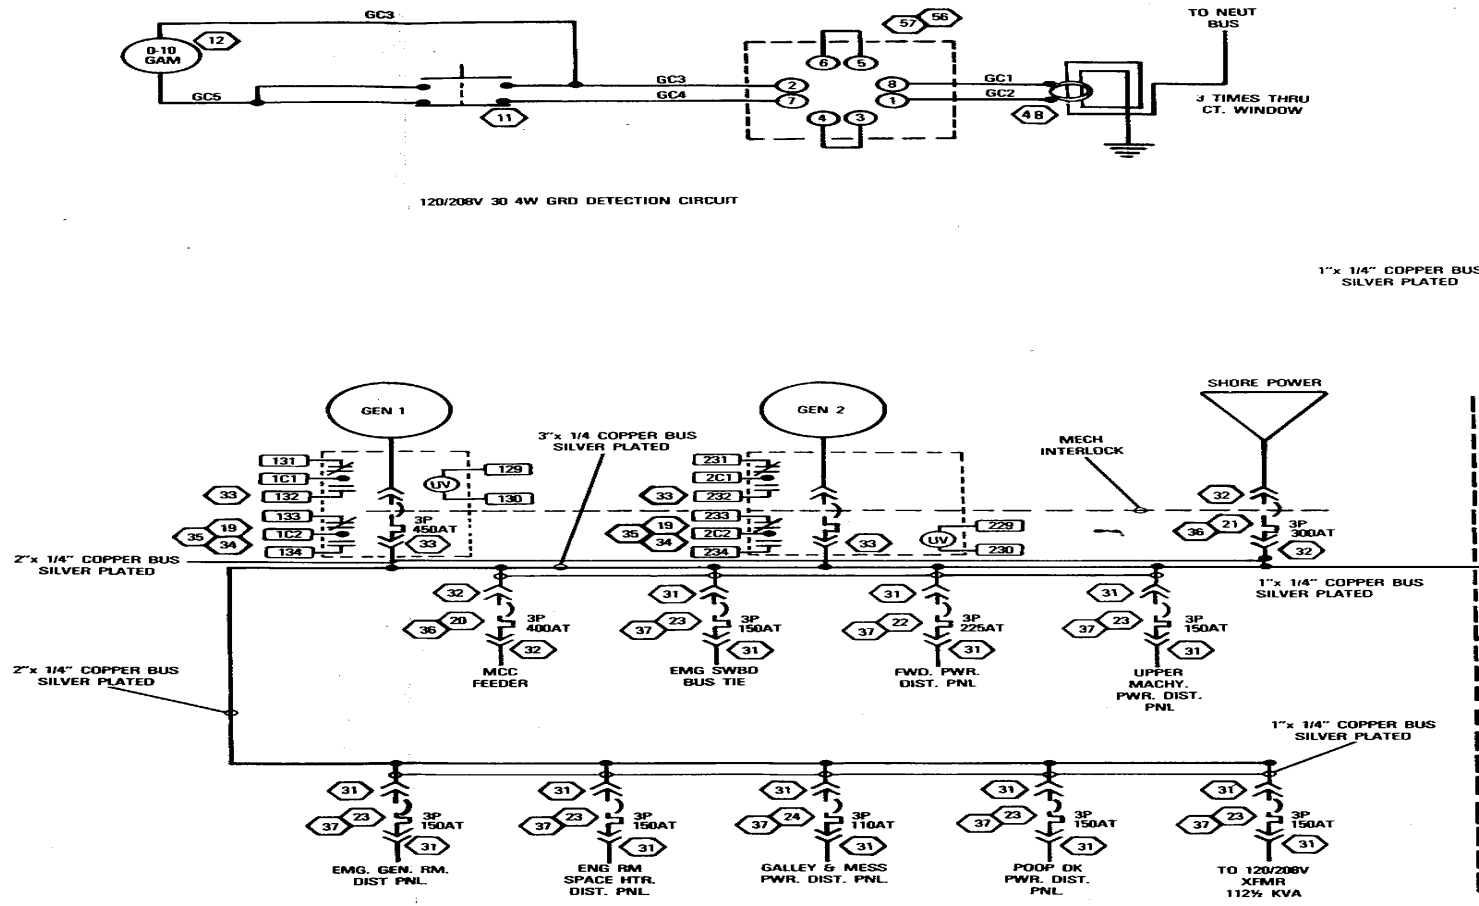 GC3
0-10
GAM
12
GC5
11
GC3
GC4
57
56
6
5
2
7
8
1
4
3
GC1
GC2
48
TO NEUT
BUS
3 TIMES THRU
CT. WINDOW
120/208V 30 4W GRD DETECTION CIRCUIT
1"x 1/4" COPPER BUS
SILVER PLATED
GEN 1
GEN 2
SHORE POWER
3"x 1/4 COPPER BUS
SILVER PLATED
MECH
INTERLOCK
131
1C1
132
133
1C2
134
33
19
35
34
UV
129
130
3P
450AT
33
231
2C1
232
233
2C2
234
33
19
35
34
33
UV
229
230
32
21
36
3P
300AT
32
2"x 1/4" COPPER BUS
SILVER PLATED
1"x 1/4" COPPER BUS
SILVER PLATED
32
20
36
3P
400AT
32
MCC
FEEDER
31
23
37
3P
150AT
31
EMG SWBD
BUS TIE
31
22
37
3P
225AT
31
FWD. PWR.
DIST. PNL
31
23
37
3P
150AT
31
UPPER
MACHY.
PWR. DIST.
PNL
2"x 1/4" COPPER BUS
SILVER PLATED
1"x 1/4" COPPER BUS
SILVER PLATED
31
23
37
3P
150AT
31
EMG. GEN. RM.
DIST PNL.
31
23
37
3P
150AT
31
ENG RM
SPACE HTR.
DIST. PNL
31
24
37
3P
110AT
31
GALLEY & MESS
PWR. DIST. PNL.
31
23
37
3P
150AT
31
POOP DK
PWR. DIST.
PNL
31
23
37
3P
150AT
31
TO 120/208V
XFMR
112½ KVA